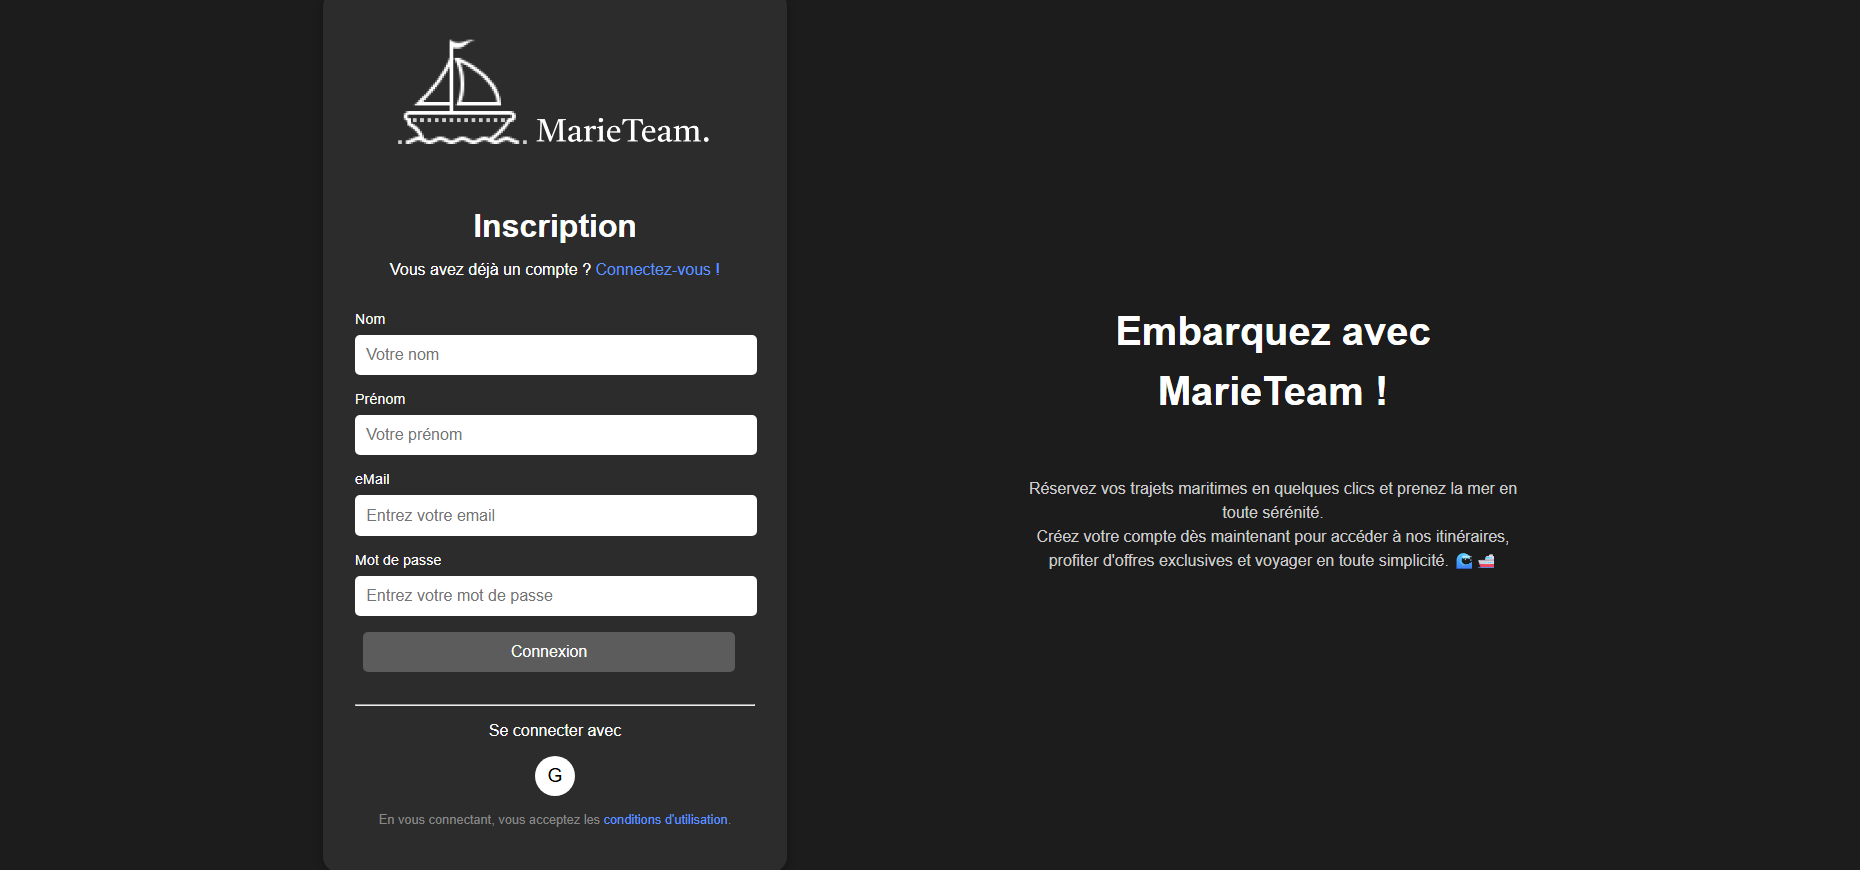 MarieTeam.
Inscription
Vous avez déjà un compte ? Connectez-vous !
Nom
Votre nom
Prénom
Votre prénom
eMail
Entrez votre email
Mot de passe
Entrez votre mot de passe
Connexion
Se connecter avec
G
En vous connectant, vous acceptez les conditions d'utilisation.
Embarquez avec
MarieTeam !
Réservez vos trajets maritimes en quelques clics et prenez la mer en
toute sérénité.
Créez votre compte dès maintenant pour accéder à nos itinéraires,
profiter d'offres exclusives et voyager en toute simplicité. 🌊 🚢